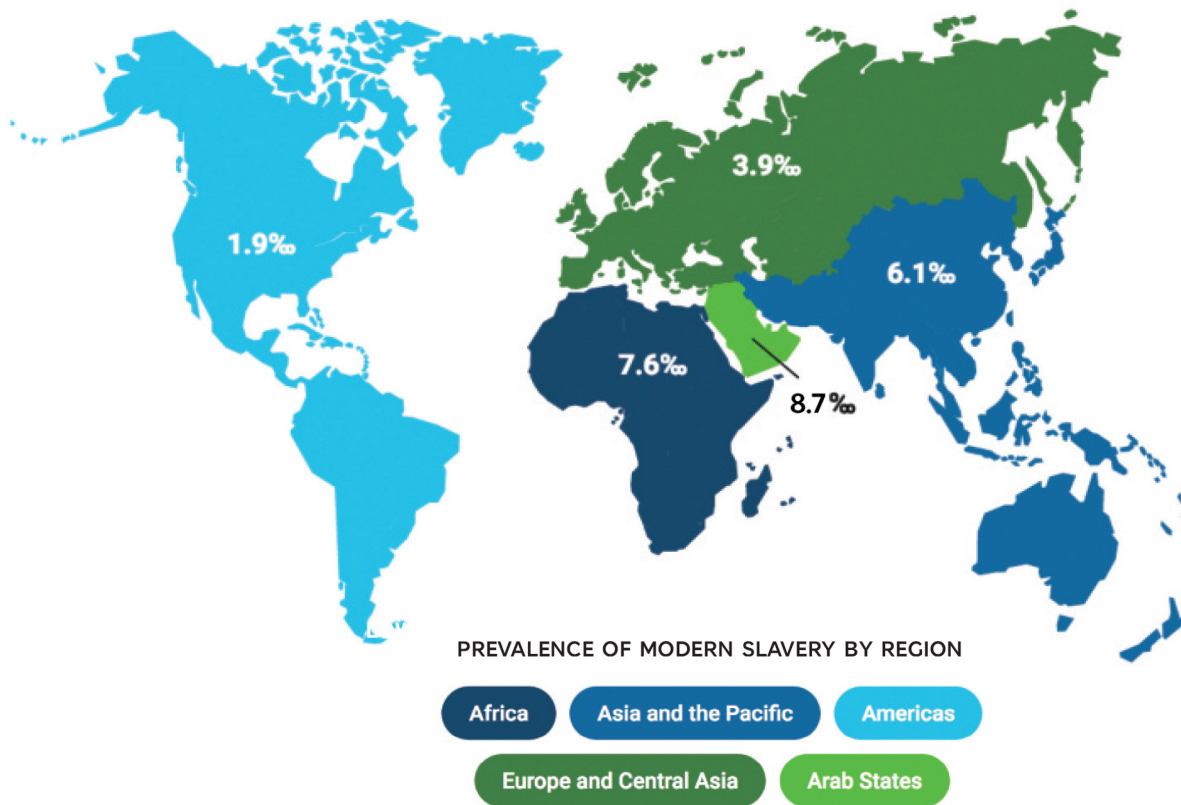 3.9‰
1.9‰
6.1‰
7.6‰
8.7‰
PREVALENCE OF MODERN SLAVERY BY REGION
Africa
Asia and the Pacific
Americas
Europe and Central Asia
Arab States